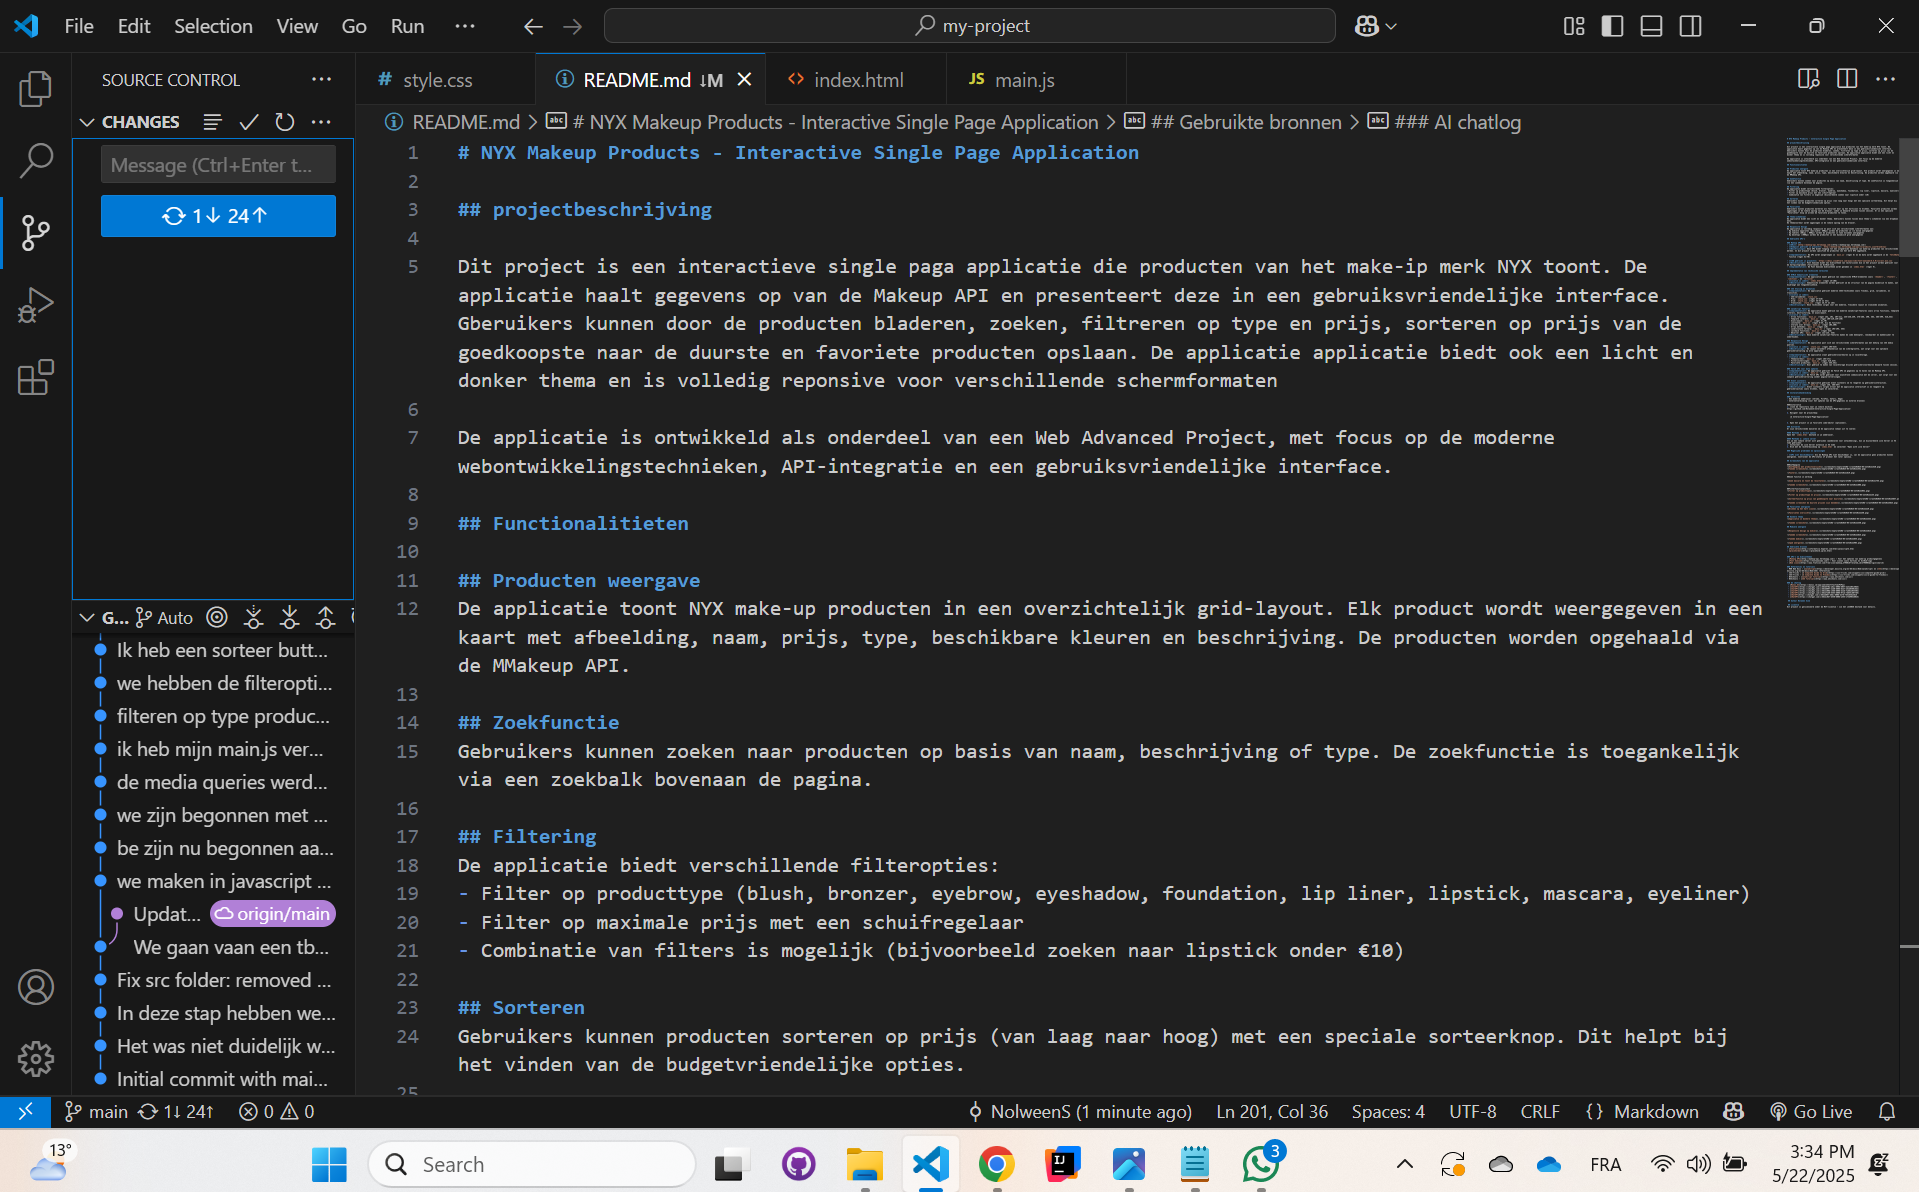 File Edit Selection View Go Run ··· my-project
SOURCE CONTROL ···
# style.css README.md ↓M index.html JS main.js ···
CHANGES ···
README.md > # NYX Makeup Products - Interactive Single Page Application > ## Gebruikte bronnen > ### AI chatlog
Message (Ctrl+Enter t...
1↓ 24↑
1 # NYX Makeup Products - Interactive Single Page Application
2
3 ## projectbeschrijving
4
5 Dit project is een interactieve single paga applicatie die producten van het make-ip merk NYX toont. De
applicatie haalt gegevens op van de Makeup API en presenteert deze in een gebruiksvriendelijke interface.
Gberuikers kunnen door de producten bladeren, zoeken, filtreren op type en prijs, sorteren op prijs van de
goedkoopste naar de duurste en favoriete producten opslaan. De applicatie applicatie biedt ook een licht en
donker thema en is volledig reponsive voor verschillende schermformaten
6
7 De applicatie is ontwikkeld als onderdeel van een Web Advanced Project, met focus op de moderne
webontwikkelingstechnieken, API-integratie en een gebruiksvriendelijke interface.
8
9 ## Functionalitieten
10
11 ## Producten weergave
12 De applicatie toont NYX make-up producten in een overzichtelijk grid-layout. Elk product wordt weergegeven in een
kaart met afbeelding, naam, prijs, type, beschikbare kleuren en beschrijving. De producten worden opgehaald via
de MMakeup API.
13
14 ## Zoekfunctie
15 Gebruikers kunnen zoeken naar producten op basis van naam, beschrijving of type. De zoekfunctie is toegankelijk
via een zoekbalk bovenaan de pagina.
16
17 ## Filtering
18 De applicatie biedt verschillende filteropties:
19 - Filter op producttype (blush, bronzer, eyebrow, eyeshadow, foundation, lip liner, lipstick, mascara, eyeliner)
20 - Filter op maximale prijs met een schuifregelaar
21 - Combinatie van filters is mogelijk (bijvoorbeeld zoeken naar lipstick onder €10)
22
23 ## Sorteren
24 Gebruikers kunnen producten sorteren op prijs (van laag naar hoog) met een speciale sorteerknop. Dit helpt bij
het vinden van de budgetvriendelijke opties.
25
G... Auto
Ik heb een sorteer butt...
we hebben de filteropti...
filteren op type produc...
ik heb mijn main.js ver...
de media queries werd...
we zijn begonnen met ...
be zijn nu begonnen aa...
we maken in javascript ...
Updat... origin/main
We gaan vaan een tb...
Fix src folder: removed ...
In deze stap hebben we...
Het was niet duidelijk w...
Initial commit with mai...
main 1↓ 24↑ 0 0 NolweenS (1 minute ago) Ln 201, Col 36 Spaces: 4 UTF-8 CRLF {} Markdown Go Live
13° Search 3 FRA 3:34 PM
5/22/2025